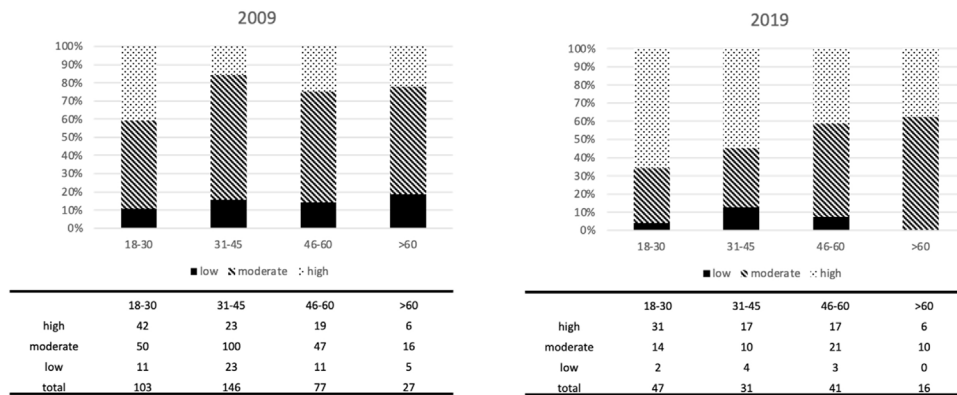 2009
100%
90%
80%
70%
60%
50%
40%
30%
20%
10%
0%
18-30 31-45 46-60 >60
low moderate high
18-30 31-45 46-60 >60
high 42 23 19 6
moderate 50 100 47 16
low 11 23 11 5
total 103 146 77 27
2019
100%
90%
80%
70%
60%
50%
40%
30%
20%
10%
0%
18-30 31-45 46-60 >60
low moderate high
18-30 31-45 46-60 >60
high 31 17 17 6
moderate 14 10 21 10
low 2 4 3 0
total 47 31 41 16